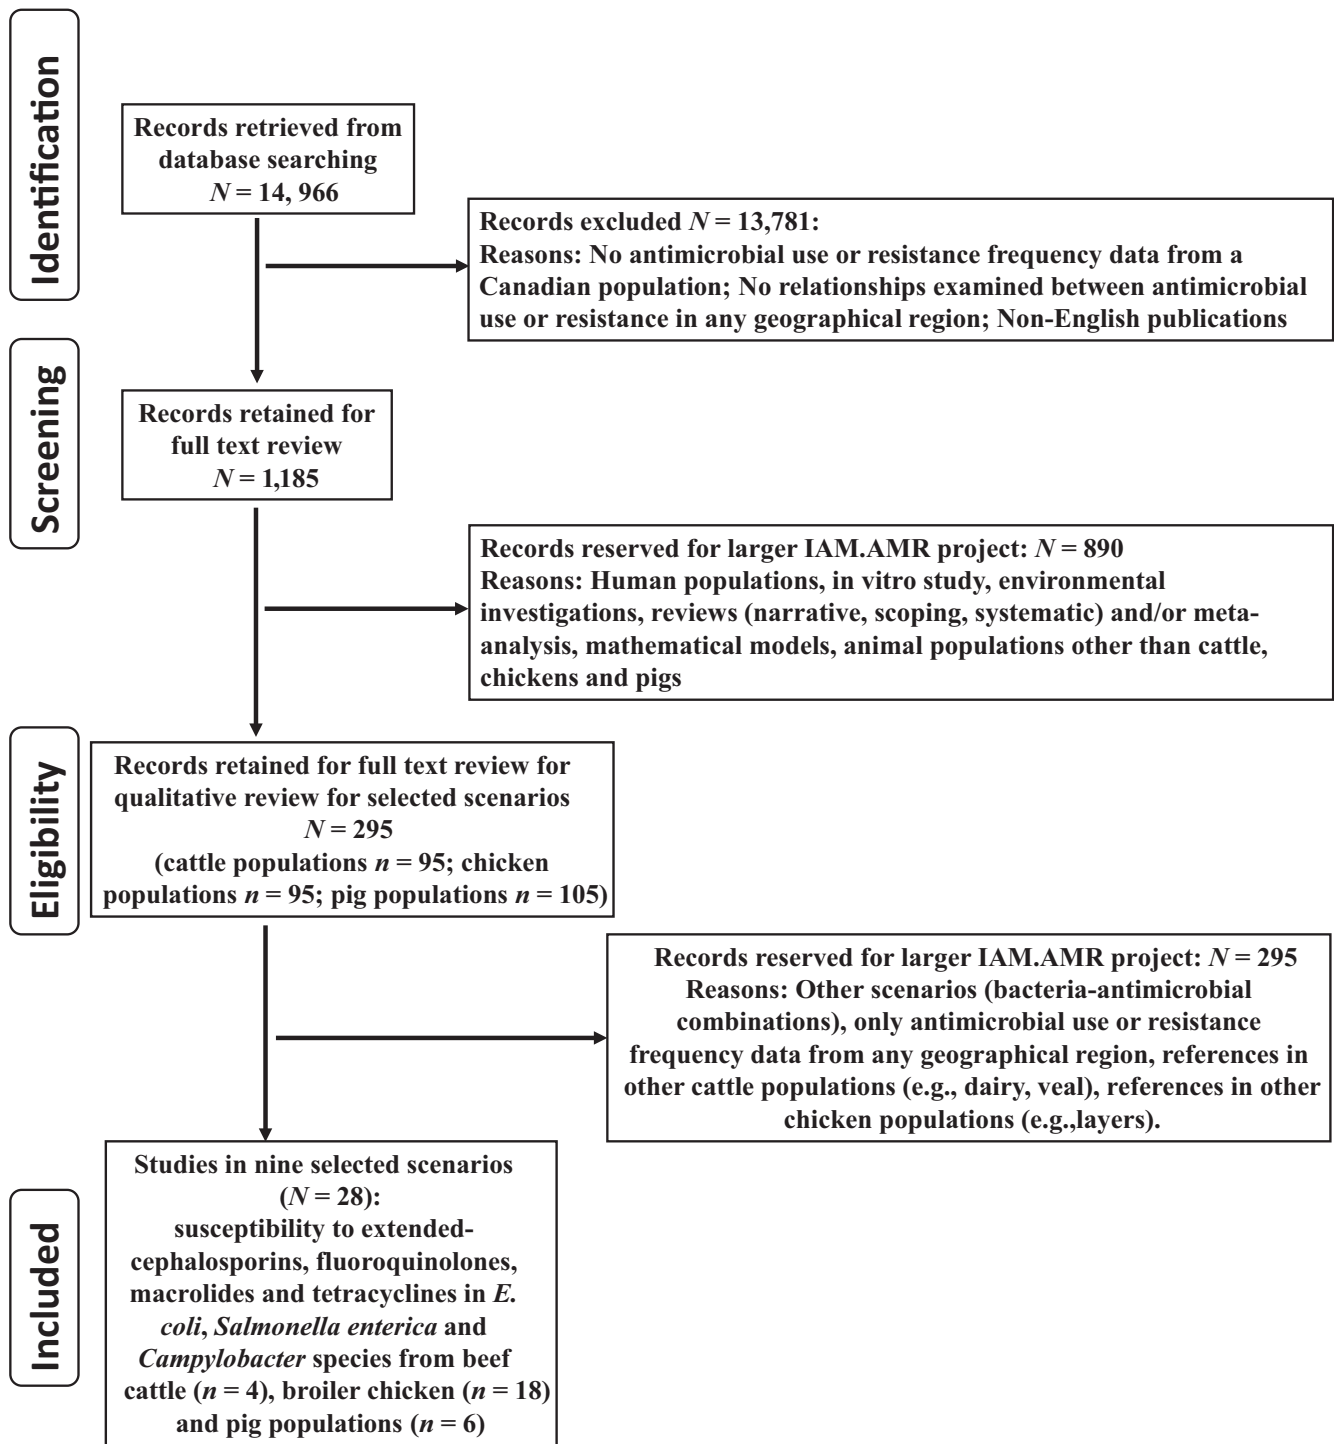 Identification
Records retrieved from
database searching
N = 14, 966
Records excluded N = 13,781:
Reasons: No antimicrobial use or resistance frequency data from a
Canadian population; No relationships examined between antimicrobial
use or resistance in any geographical region; Non-English publications
Screening
Records retained for
full text review
N = 1,185
Records reserved for larger IAM.AMR project: N = 890
Reasons: Human populations, in vitro study, environmental
investigations, reviews (narrative, scoping, systematic) and/or meta-
analysis, mathematical models, animal populations other than cattle,
chickens and pigs
Eligibility
Records retained for full text review for
qualitative review for selected scenarios
N = 295
(cattle populations n = 95; chicken
populations n = 95; pig populations n = 105)
Records reserved for larger IAM.AMR project: N = 295
Reasons: Other scenarios (bacteria-antimicrobial
combinations), only antimicrobial use or resistance
frequency data from any geographical region, references in
other cattle populations (e.g., dairy, veal), references in other
chicken populations (e.g.,layers).
Included
Studies in nine selected scenarios
(N = 28):
susceptibility to extended-
cephalosporins, fluoroquinolones,
macrolides and tetracyclines in E.
coli, Salmonella enterica and
Campylobacter species from beef
cattle (n = 4), broiler chicken (n = 18)
and pig populations (n = 6)